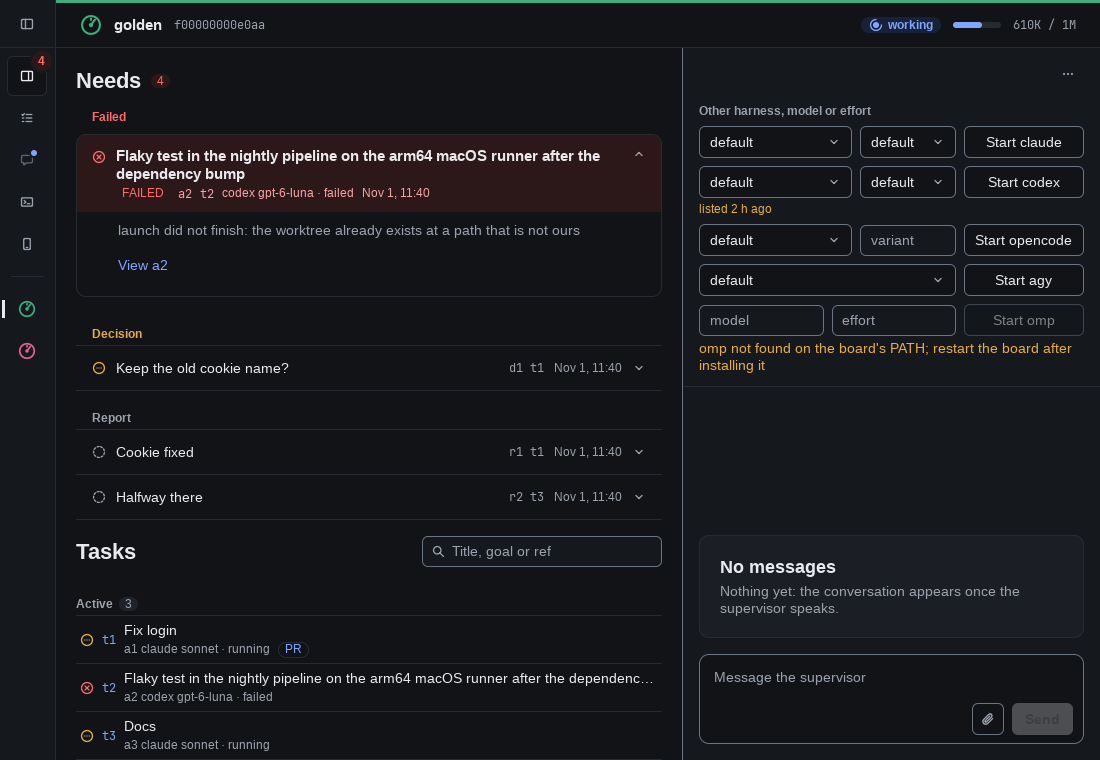 golden f00000000e0aa
working 610K / 1M
4
Needs 4
Failed
Flaky test in the nightly pipeline on the arm64 macOS runner after the
dependency bump
FAILED a2 t2 codex gpt-6-luna · failed Nov 1, 11:40
launch did not finish: the worktree already exists at a path that is not ours
View a2
Decision
Keep the old cookie name? d1 t1 Nov 1, 11:40
Report
Cookie fixed r1 t1 Nov 1, 11:40
Halfway there r2 t3 Nov 1, 11:40
Tasks
Title, goal or ref
Active 3
t1 Fix login
a1 claude sonnet · running PR
t2 Flaky test in the nightly pipeline on the arm64 macOS runner after the dependenc…
a2 codex gpt-6-luna · failed
t3 Docs
a3 claude sonnet · running
Other harness, model or effort
default default Start claude
default default Start codex
listed 2 h ago
default variant Start opencode
default Start agy
model effort Start omp
omp not found on the board's PATH; restart the board after
installing it
No messages
Nothing yet: the conversation appears once the
supervisor speaks.
Message the supervisor
Send